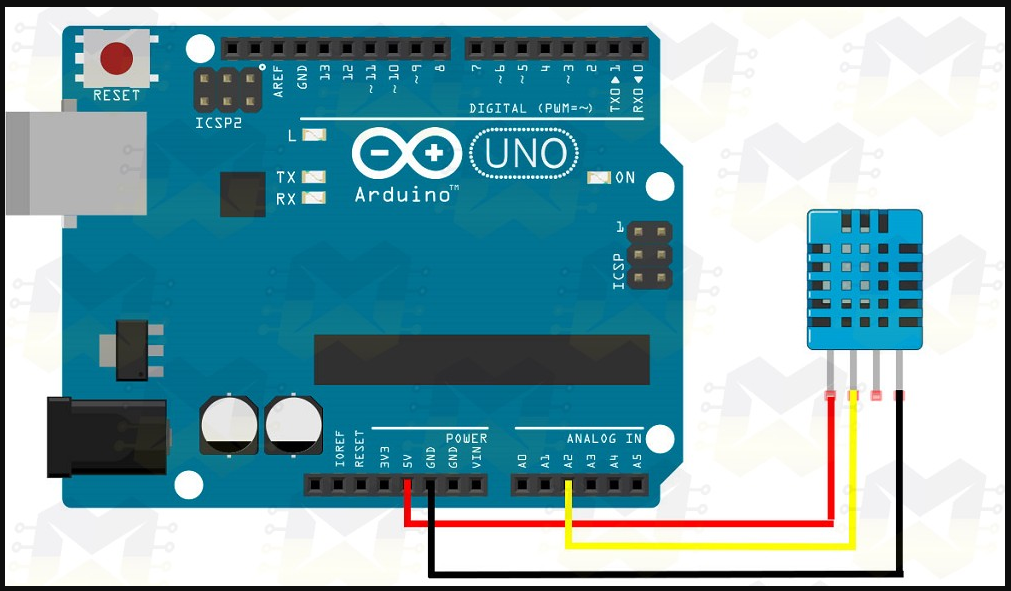 RESET
ICSP2
AREF
GND
13
12
~11
~10
~9
8
7
~6
~5
4
~3
2
TX0▶1
RX0◀0
DIGITAL (PWM=~)
L
TX
RX
Arduino™
UNO
ON
1
ICSP
POWER
ANALOG IN
IOREF
RESET
3V3
5V
GND
GND
VIN
A0
A1
A2
A3
A4
A5